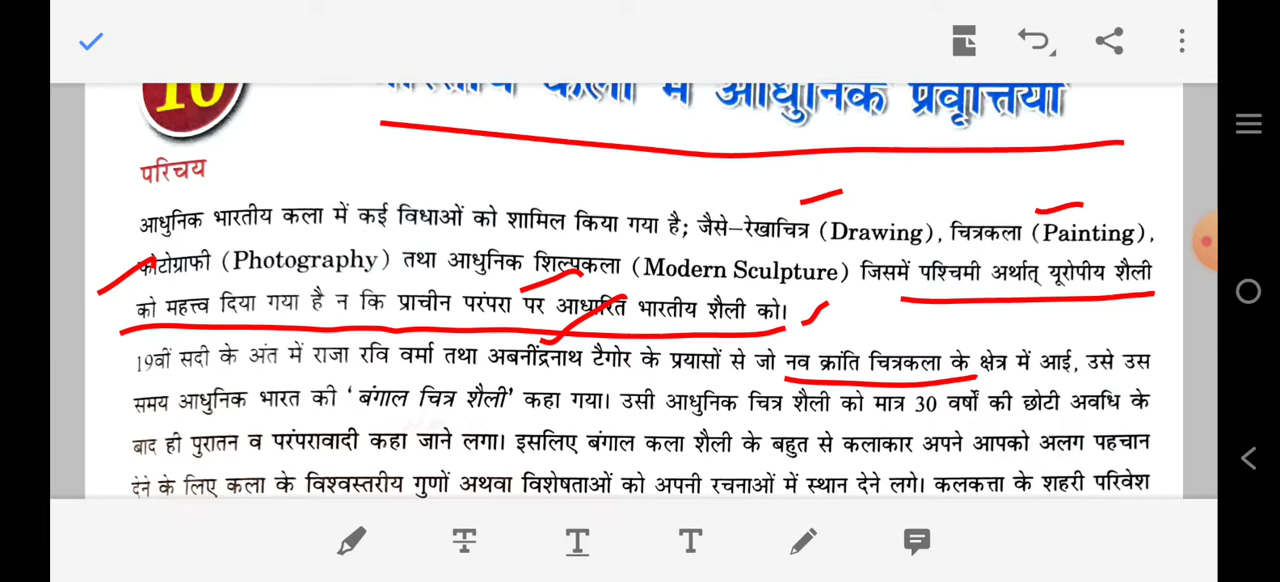 10
भारतीय कला में आधुनिक प्रवृत्तियाँ
परिचय
आधुनिक भारतीय कला में कई विधाओं को शामिल किया गया है; जैसे–रेखाचित्र (Drawing), चित्रकला (Painting),
फोटोग्राफी (Photography) तथा आधुनिक शिल्पकला (Modern Sculpture) जिसमें पश्चिमी अर्थात् यूरोपीय शैली
को महत्त्व दिया गया है न कि प्राचीन परंपरा पर आधारित भारतीय शैली को।
19वीं सदी के अंत में राजा रवि वर्मा तथा अबनींद्रनाथ टैगोर के प्रयासों से जो नव क्रांति चित्रकला के क्षेत्र में आई, उसे उस
समय आधुनिक भारत की ‘बंगाल चित्र शैली’ कहा गया। उसी आधुनिक चित्र शैली को मात्र 30 वर्षों की छोटी अवधि के
बाद ही पुरातन व परंपरावादी कहा जाने लगा। इसलिए बंगाल कला शैली के बहुत से कलाकार अपने आपको अलग पहचान
देने के लिए कला के विश्वस्तरीय गुणों अथवा विशेषताओं को अपनी रचनाओं में स्थान देने लगे। कलकत्ता के शहरी परिवेश